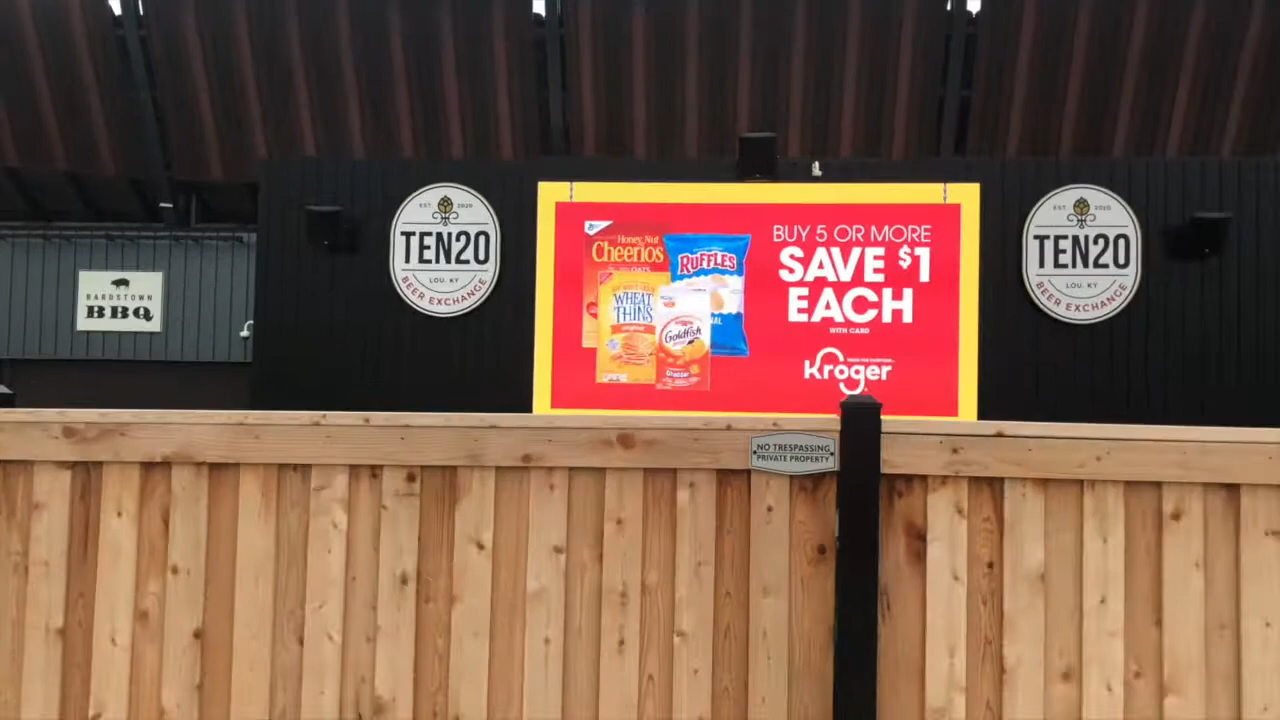 EST. 2020
TEN20
LOU. KY
BEER EXCHANGE
BARDSTOWN
BBQ
Honey Nut
Cheerios
OATS
WHEAT
THINS
original
RUFFLES
Goldfish
BUY 5 OR MORE
SAVE $1
EACH
WITH CARD
Kroger
EST. 2020
TEN20
LOU. KY
BEER EXCHANGE
NO TRESPASSING
PRIVATE PROPERTY